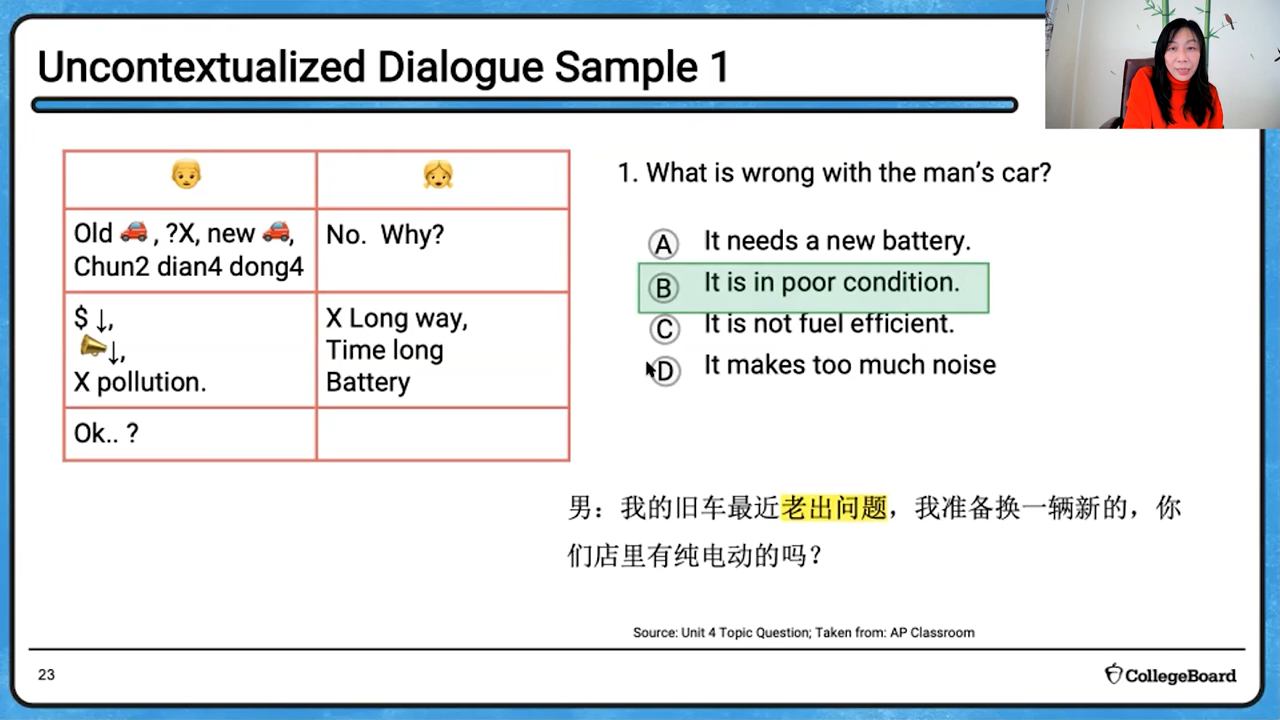 Uncontextualized Dialogue Sample 1
Old , ?X, new ,
Chun2 dian4 dong4
No. Why?
$ ↓,
↓,
X pollution.
X Long way,
Time long
Battery
Ok.. ?
1. What is wrong with the man's car?
A It needs a new battery.
B It is in poor condition.
C It is not fuel efficient.
D It makes too much noise
男：我的旧车最近老出问题，我准备换一辆新的，你
们店里有纯电动的吗？
Source: Unit 4 Topic Question; Taken from: AP Classroom
23
CollegeBoard